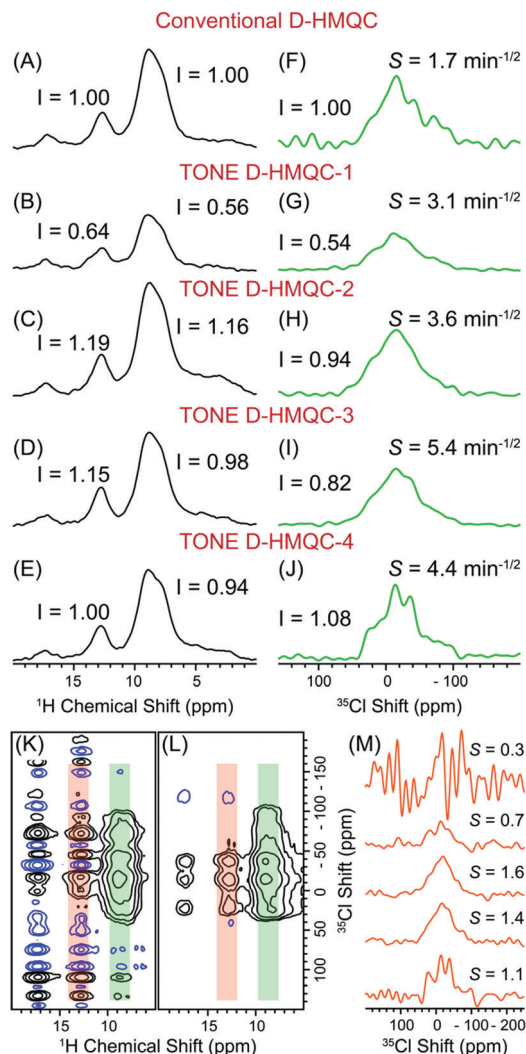 Conventional D-HMQC
(A)
I = 1.00
I = 1.00
(F)
S = 1.7 min-1/2
I = 1.00
TONE D-HMQC-1
(B)
I = 0.64
I = 0.56
(G)
S = 3.1 min-1/2
I = 0.54
TONE D-HMQC-2
(C)
I = 1.19
I = 1.16
(H)
S = 3.6 min-1/2
I = 0.94
TONE D-HMQC-3
(D)
I = 1.15
I = 0.98
(I)
S = 5.4 min-1/2
I = 0.82
TONE D-HMQC-4
(E)
I = 1.00
I = 0.94
(J)
S = 4.4 min-1/2
I = 1.08
15 10 5
1H Chemical Shift (ppm)
100 0 - 100
35Cl Shift (ppm)
(K)
(L)
15 10
15 10
1H Chemical Shift (ppm)
- 150
- 100
- 50
0
50
100
35Cl Shift (ppm)
(M)
S = 0.3
S = 0.7
S = 1.6
S = 1.4
S = 1.1
100 0 -100 - 200
35Cl Shift (ppm)